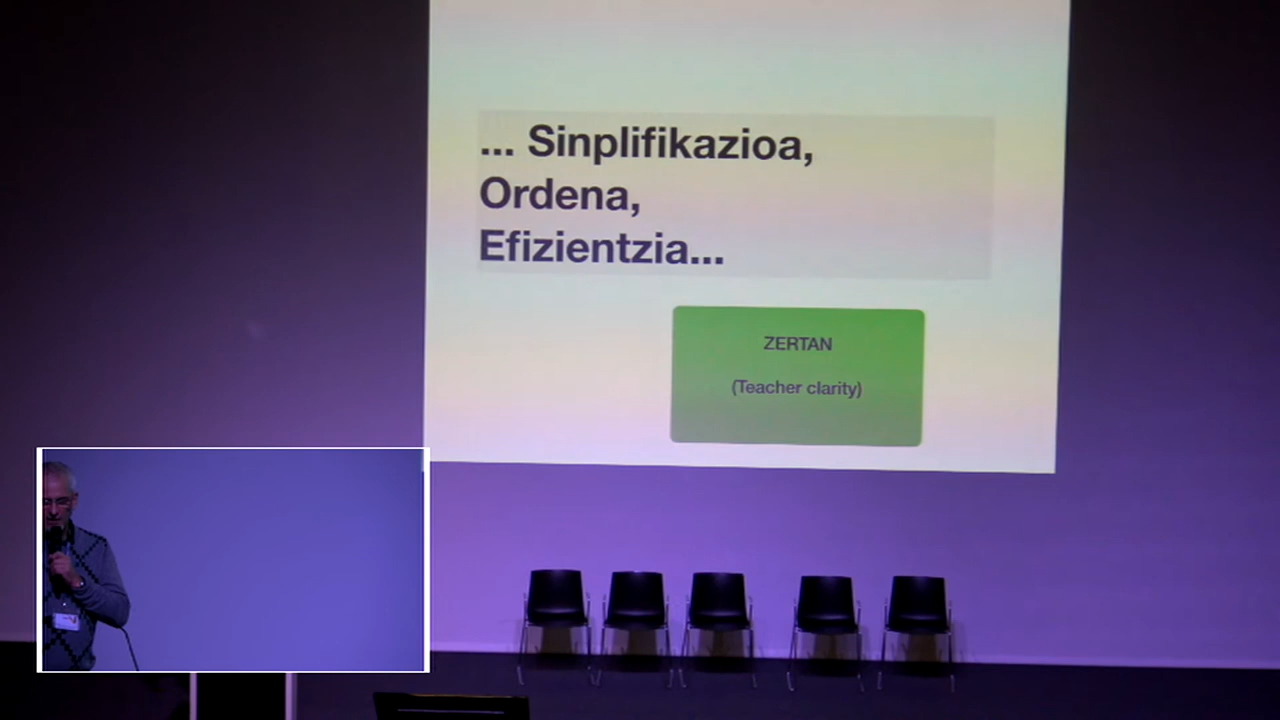 ... Sinplifikazioa,
Ordena,
Efizientzia...
ZERTAN
(Teacher clarity)